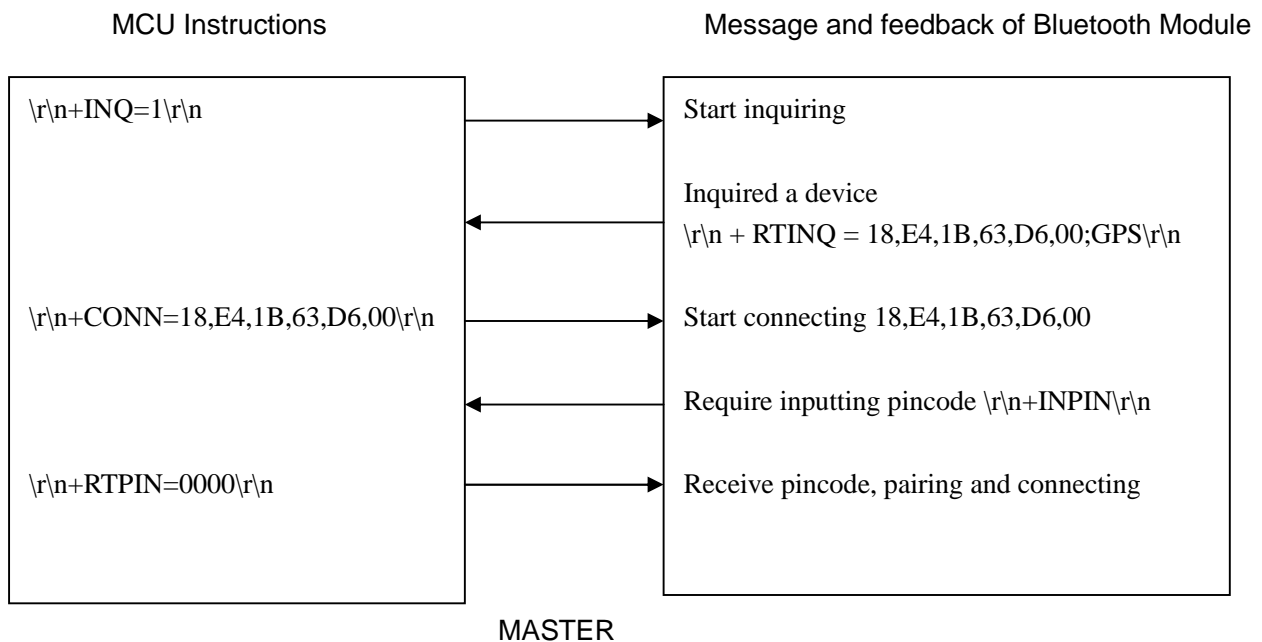 MCU Instructions
Message and feedback of Bluetooth Module
\r\n+INQ=1\r\n
Start inquiring
Inquired a device
\r\n + RTINQ = 18,E4,1B,63,D6,00;GPS\r\n
\r\n+CONN=18,E4,1B,63,D6,00\r\n
Start connecting 18,E4,1B,63,D6,00
Require inputting pincode \r\n+INPIN\r\n
\r\n+RTPIN=0000\r\n
Receive pincode, pairing and connecting
MASTER